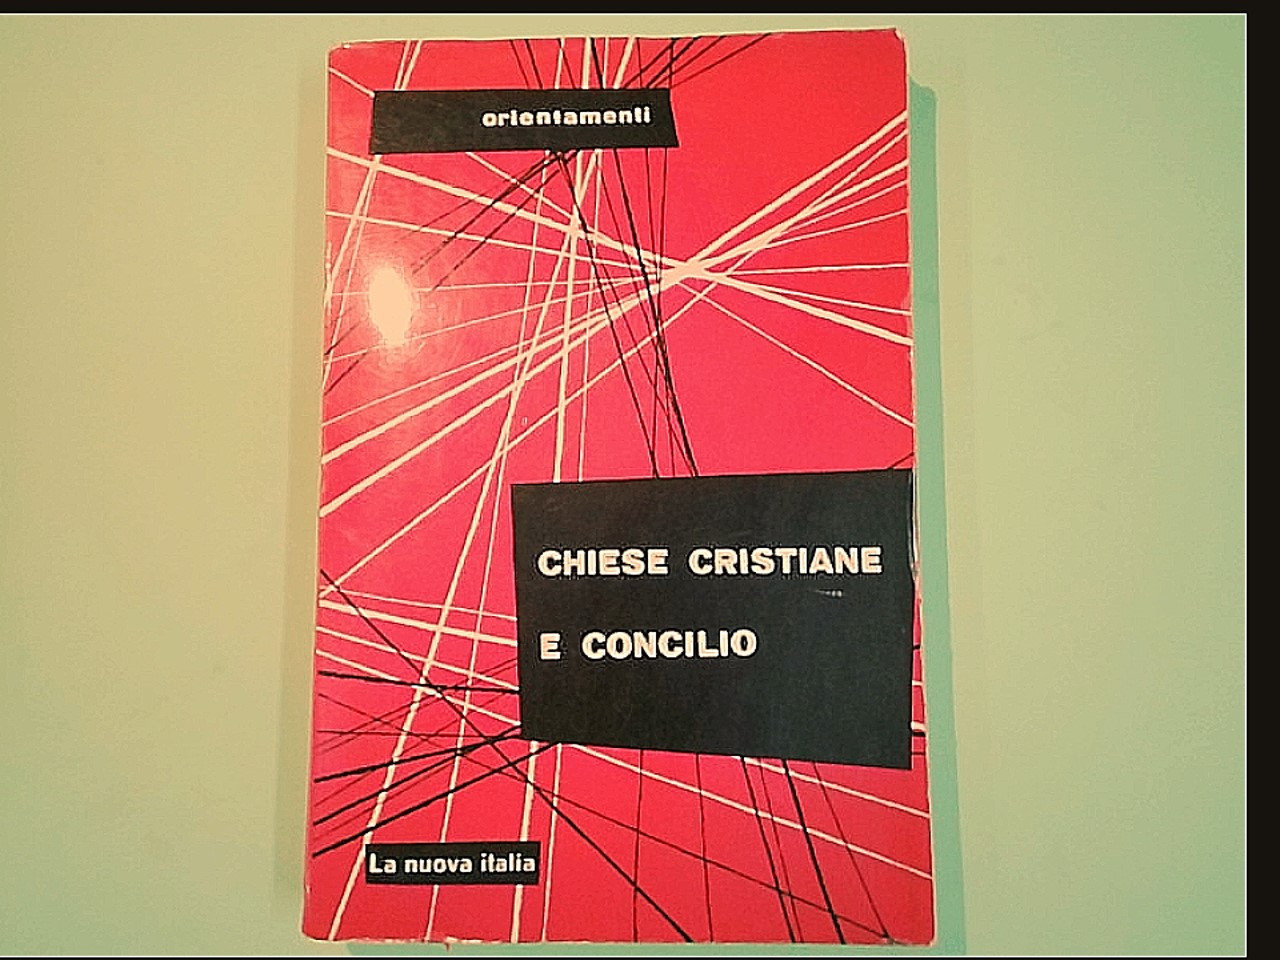 orientamenti
CHIESE CRISTIANE
E CONCILIO
La nuova italia